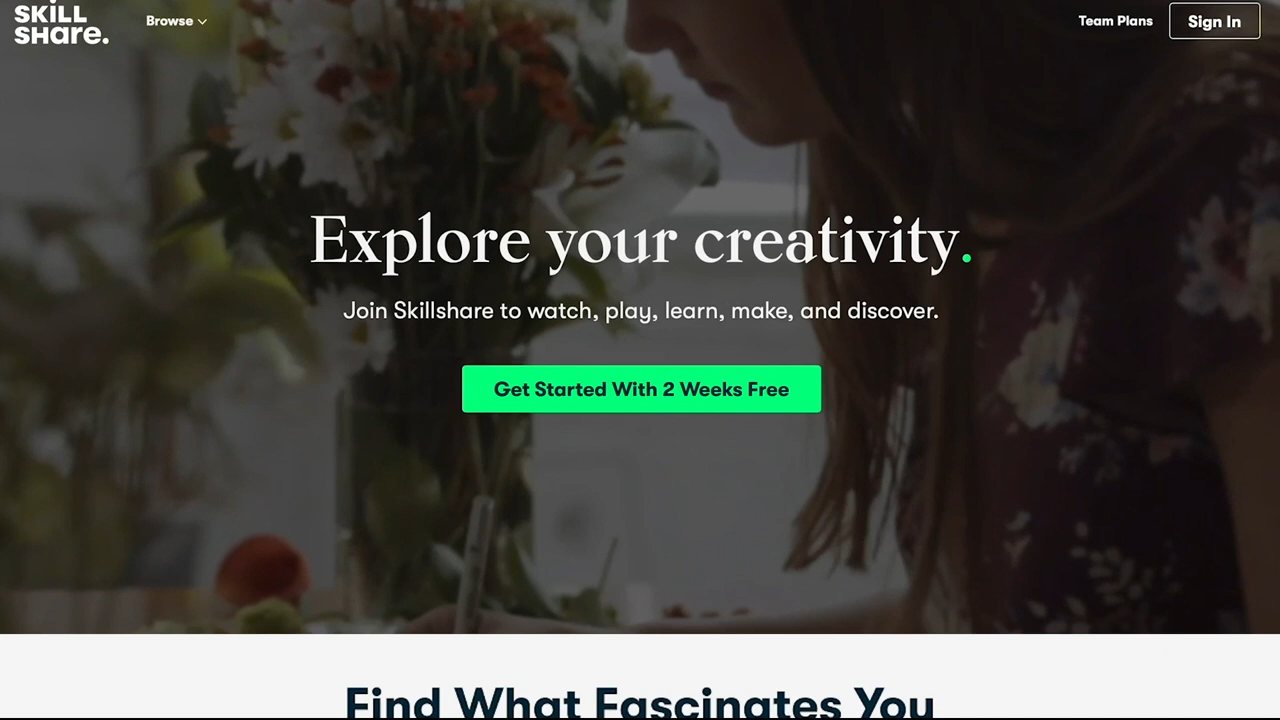 SKiLL
SHare.
Browse
Team Plans
Sign In
Explore your creativity.
Join Skillshare to watch, play, learn, make, and discover.
Get Started With 2 Weeks Free
Find What Fascinates You